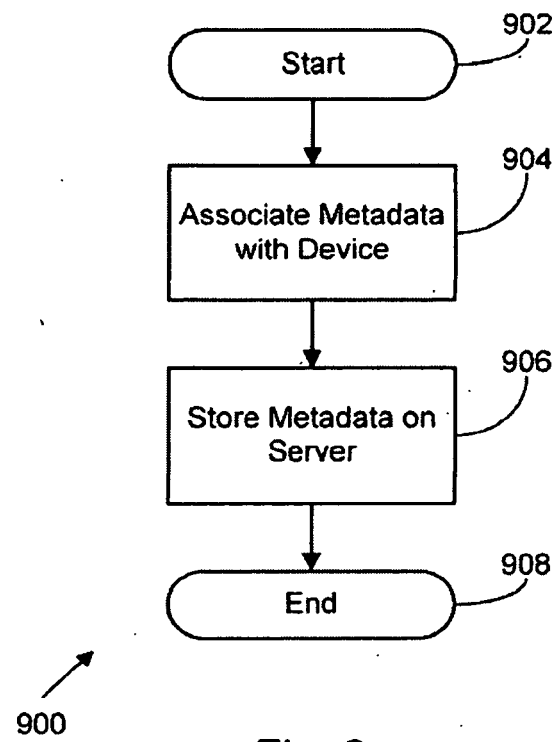 902
Start
904
Associate Metadata
with Device
906
Store Metadata on
Server
908
End
900